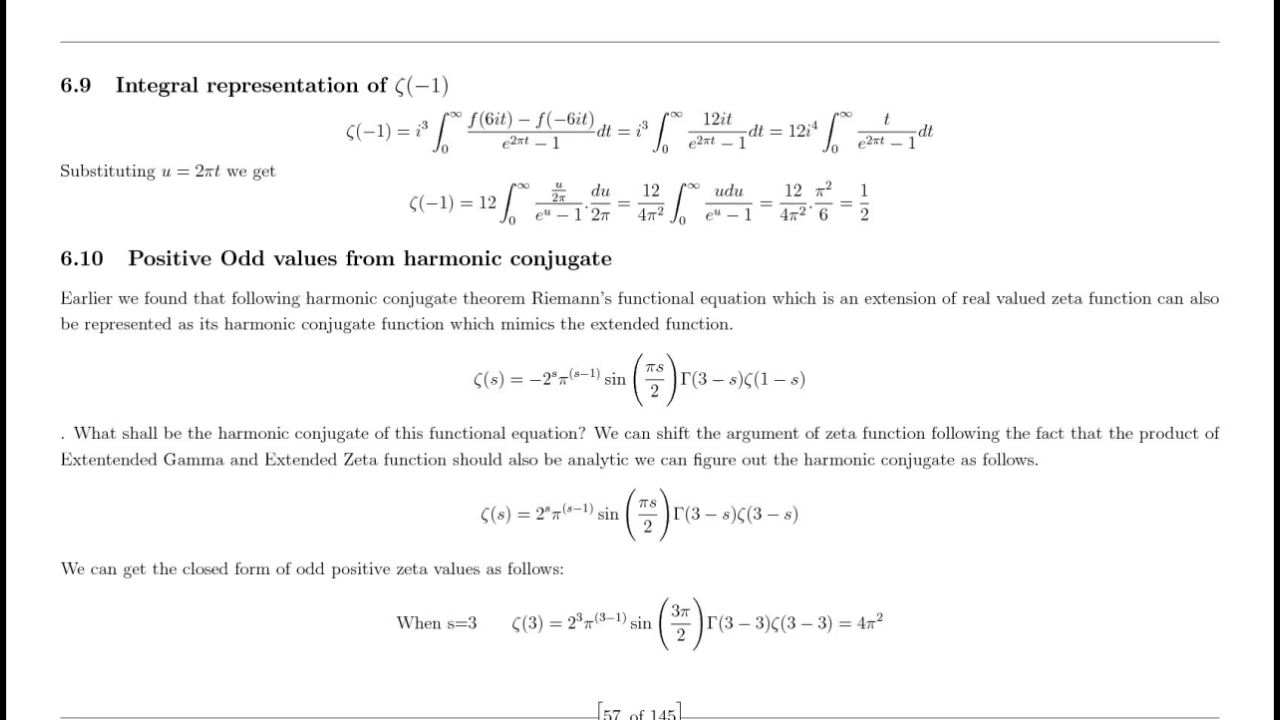 6.9 Integral representation of ζ(−1)
ζ(−1) = i³ ∫₀^∞ (f(6it) − f(−6it))/(e^{2πt} − 1) dt = i³ ∫₀^∞ 12it/(e^{2πt} − 1) dt = 12i⁴ ∫₀^∞ t/(e^{2πt} − 1) dt
Substituting u = 2πt we get
ζ(−1) = 12 ∫₀^∞ (u/2π)/(e^u − 1) . du/2π = 12/4π² ∫₀^∞ udu/(e^u − 1) = 12/4π² . π²/6 = 1/2
6.10 Positive Odd values from harmonic conjugate
Earlier we found that following harmonic conjugate theorem Riemann's functional equation which is an extension of real valued zeta function can also
be represented as its harmonic conjugate function which mimics the extended function.
ζ(s) = −2^s π^{(s−1)} sin (πs/2) Γ(3 − s)ζ(1 − s)
. What shall be the harmonic conjugate of this functional equation? We can shift the argument of zeta function following the fact that the product of
Extentended Gamma and Extended Zeta function should also be analytic we can figure out the harmonic conjugate as follows.
ζ(s) = 2^s π^{(s−1)} sin (πs/2) Γ(3 − s)ζ(3 − s)
We can get the closed form of odd positive zeta values as follows:
When s=3 ζ(3) = 2³π^{(3−1)} sin (3π/2) Γ(3 − 3)ζ(3 − 3) = 4π²
[57 of 145]